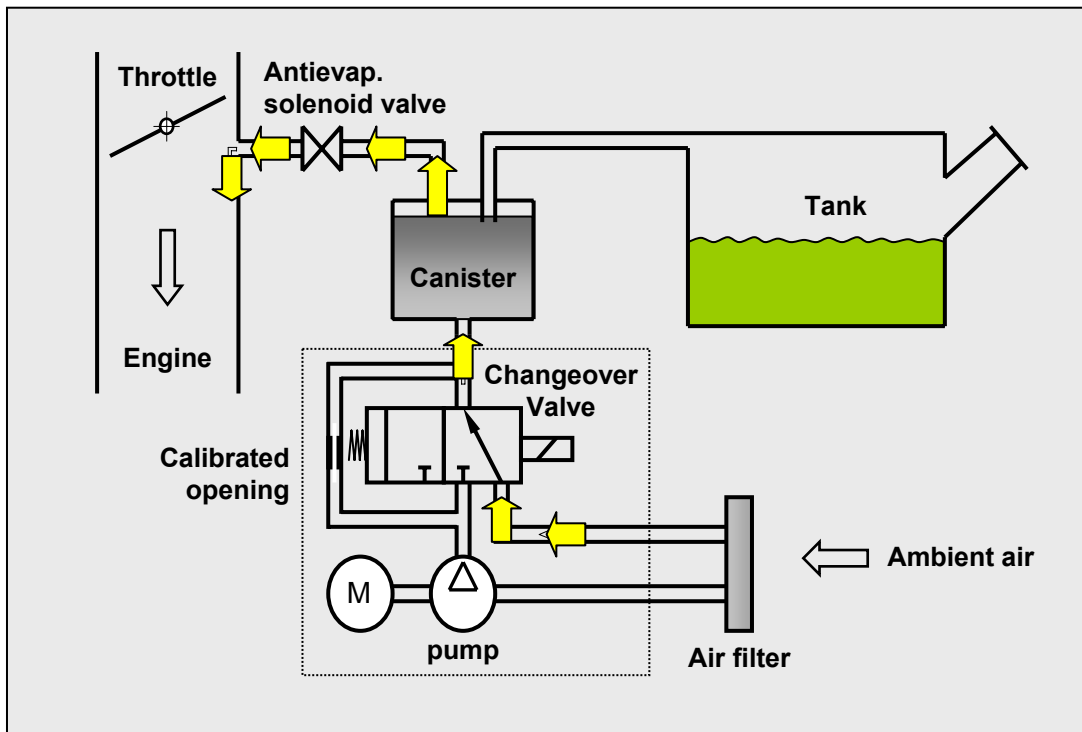 Throttle
Antievap.
solenoid valve
Tank
Canister
Engine
Changeover
Valve
Calibrated
opening
Ambient air
M
pump
Air filter